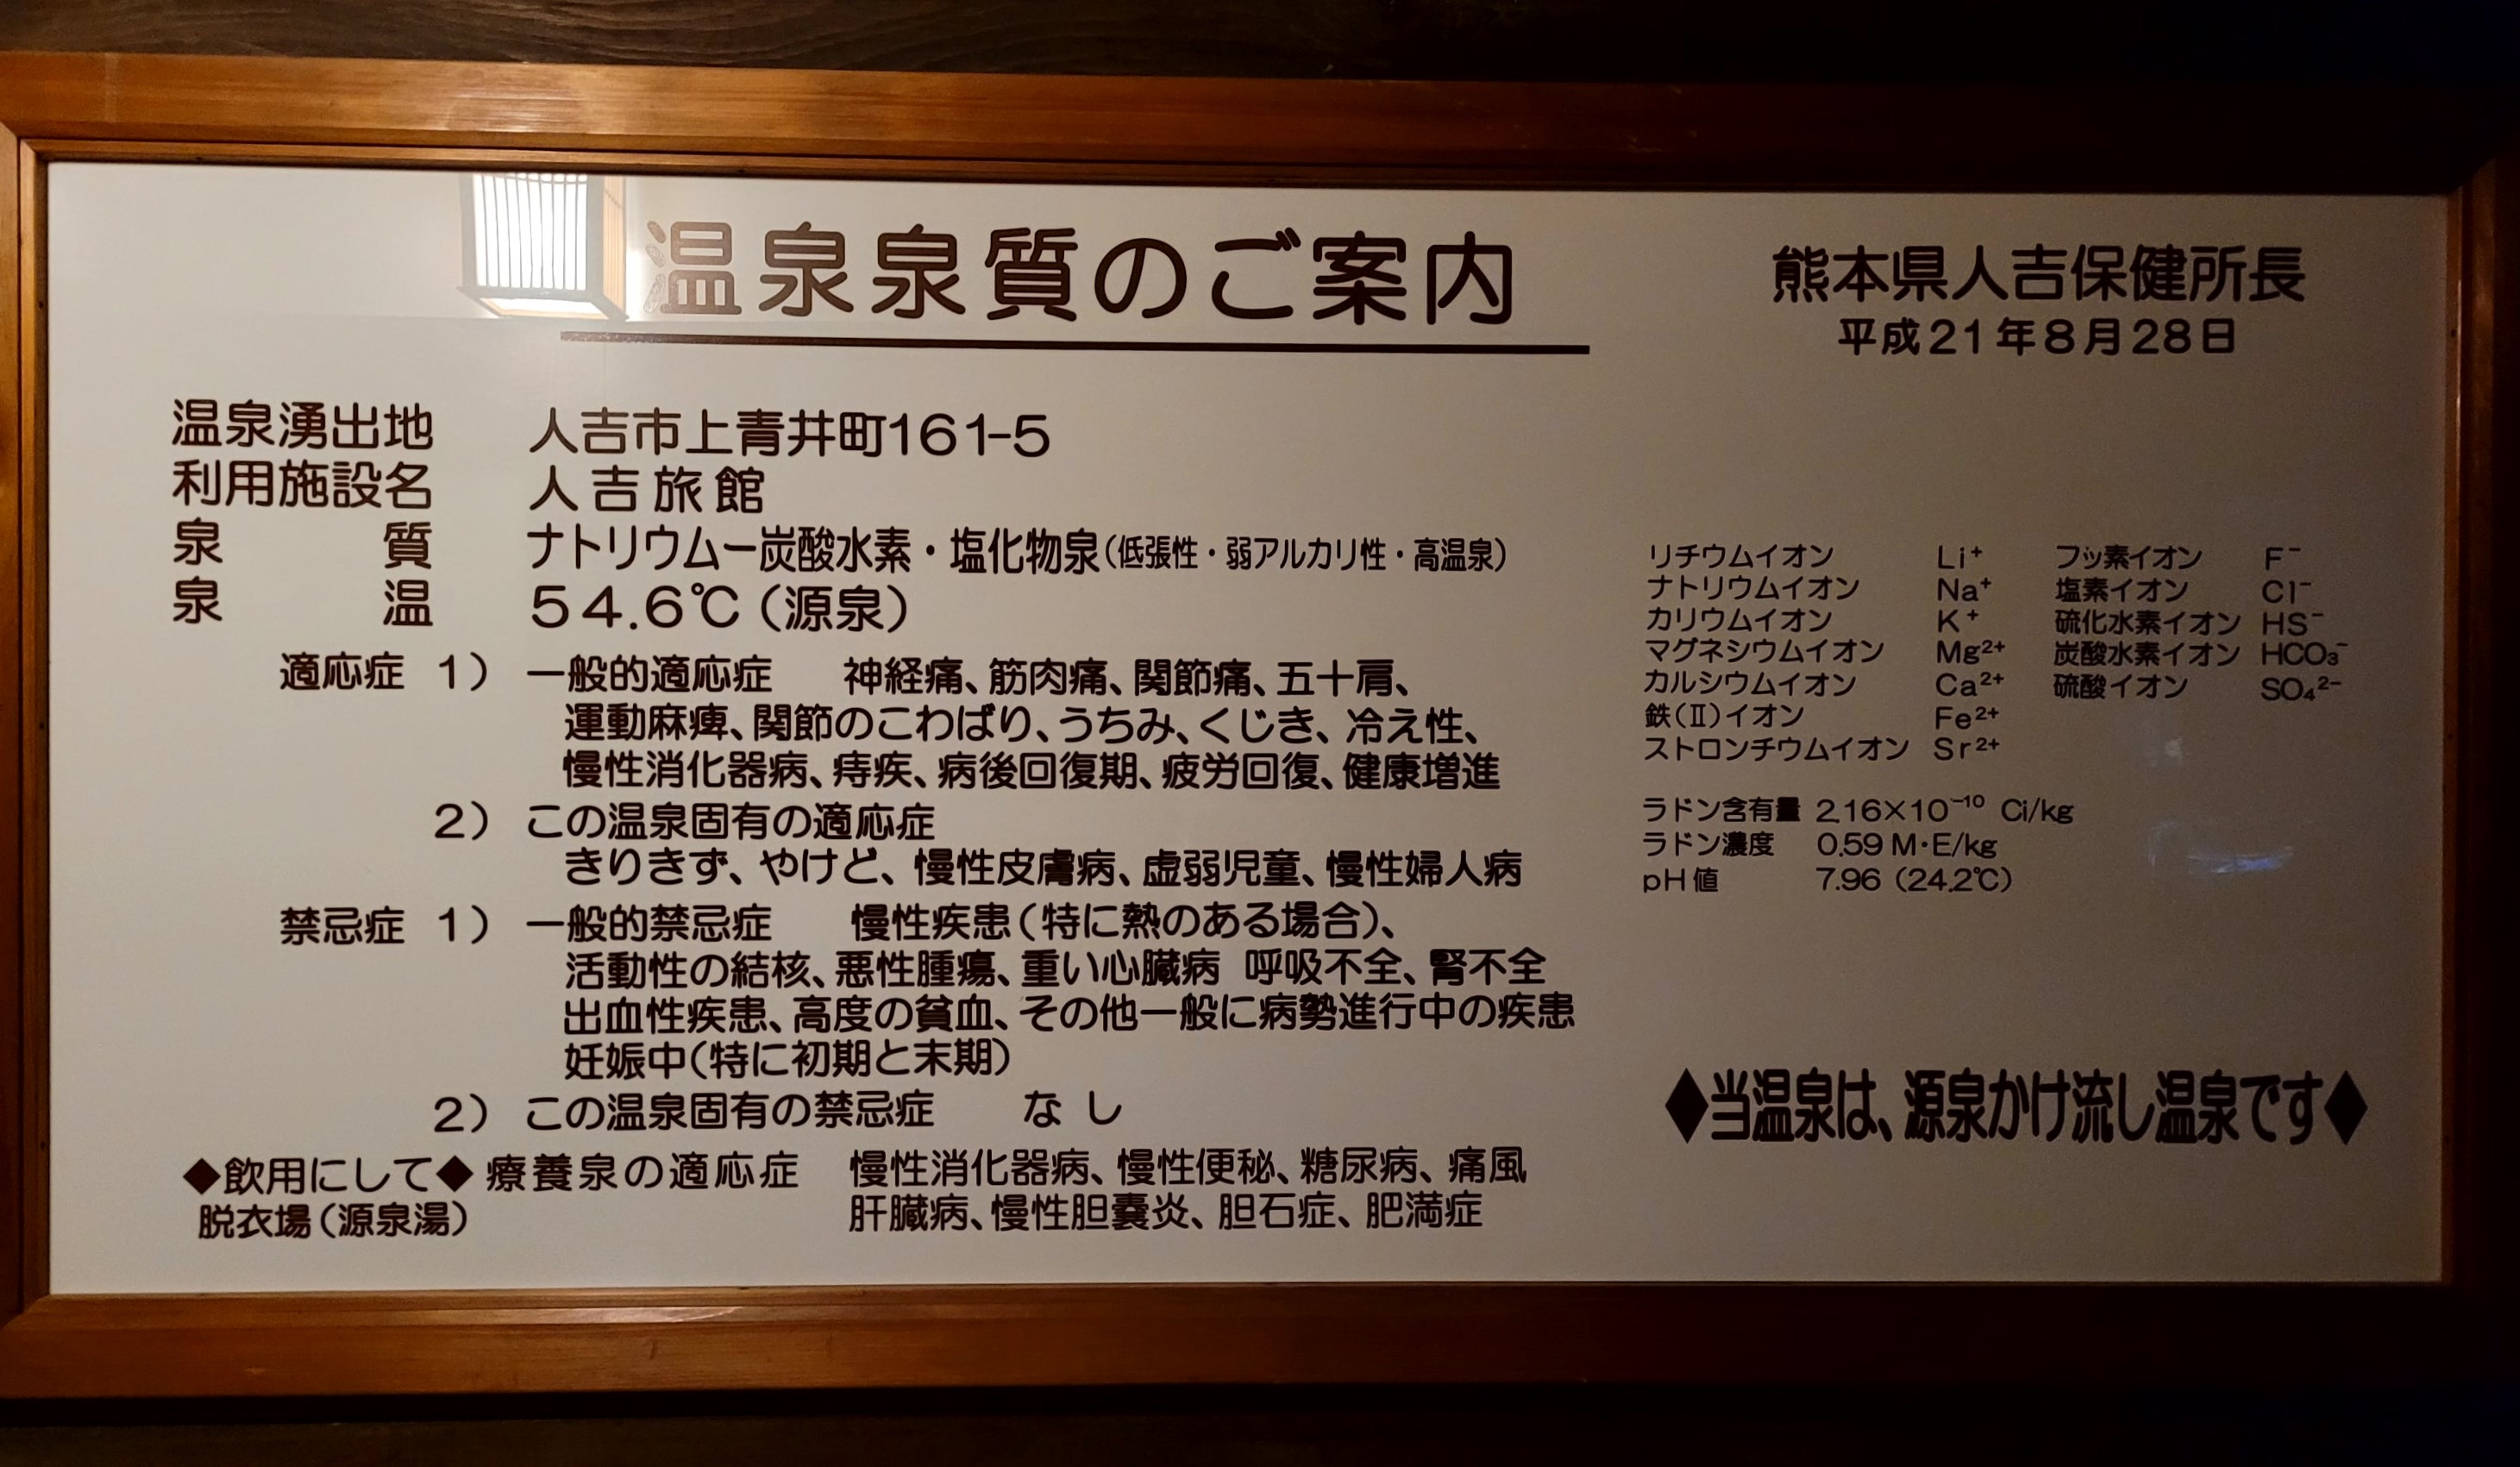 温泉泉質のご案内
熊本県人吉保健所長
平成21年8月28日
温泉湧出地 人吉市上青井町161-5
利用施設名 人吉旅館
泉質 ナトリウムー炭酸水素・塩化物泉(低張性・弱アルカリ性・高温泉)
泉温 54.6℃(源泉)
適応症 1) 一般的適応症 神経痛、筋肉痛、関節痛、五十肩、
運動麻痺、関節のこわばり、うちみ、くじき、冷え性、
慢性消化器病、痔疾、病後回復期、疲労回復、健康増進
2) この温泉固有の適応症
きりきず、やけど、慢性皮膚病、虚弱児童、慢性婦人病
禁忌症 1) 一般的禁忌症 慢性疾患(特に熱のある場合)、
活動性の結核、悪性腫瘍、重い心臓病 呼吸不全、腎不全
出血性疾患、高度の貧血、その他一般に病勢進行中の疾患
妊娠中(特に初期と末期)
2) この温泉固有の禁忌症 なし
◆飲用にして◆ 療養泉の適応症 慢性消化器病、慢性便秘、糖尿病、痛風
脱衣場(源泉湯) 肝臓病、慢性胆嚢炎、胆石症、肥満症
リチウムイオン Li⁺ フッ素イオン F⁻
ナトリウムイオン Na⁺ 塩素イオン Cl⁻
カリウムイオン K⁺ 硫化水素イオン HS⁻
マグネシウムイオン Mg²⁺ 炭酸水素イオン HCO₃⁻
カルシウムイオン Ca²⁺ 硫酸イオン SO₄²⁻
鉄(Ⅱ)イオン Fe²⁺
ストロンチウムイオン Sr²⁺
ラドン含有量 2.16×10⁻¹⁰ Ci/kg
ラドン濃度 0.59 M·E/kg
pH値 7.96 (24.2℃)
◆当温泉は、源泉かけ流し温泉です◆